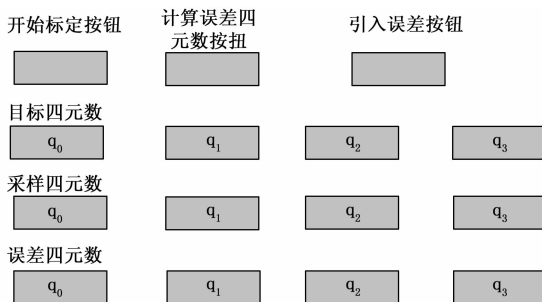 开始标定按钮
计算误差四
元数按扭
引入误差按钮
目标四元数
q0 q1 q2 q3
采样四元数
q0 q1 q2 q3
误差四元数
q0 q1 q2 q3